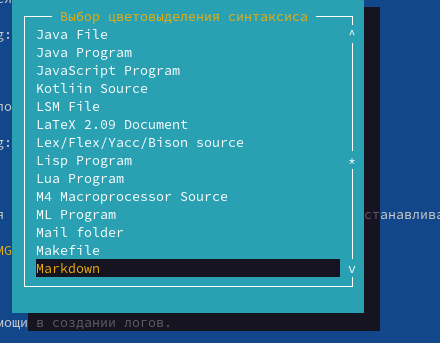 Выбор цветовыделения синтаксиса
Java File
g:
Java Program
JavaScript Program
Kotliin Source
LSM File
LaTeX 2.09 Document
g:
Lex/Flex/Yacc/Bison source
Lisp Program
Lua Program
M4 Macroprocessor Source
я
ML Program
станавлива
Mail folder
MG
Makefile
Markdown
мощи в создании логов.